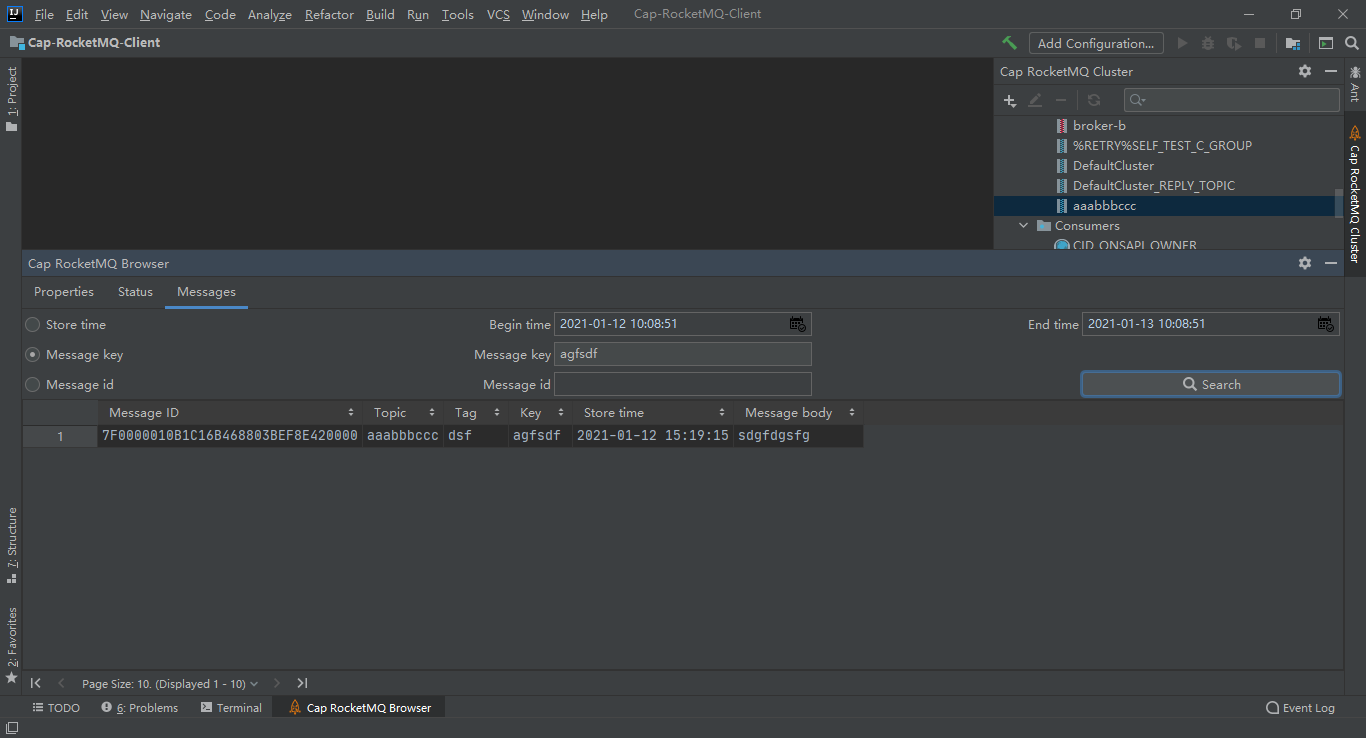 File Edit View Navigate Code Analyze Refactor Build Run Tools VCS Window Help Cap-RocketMQ-Client
Cap-RocketMQ-Client Add Configuration...
1: Project
Cap RocketMQ Cluster
Ant
broker-b
%RETRY%SELF_TEST_C_GROUP
DefaultCluster
DefaultCluster_REPLY_TOPIC
aaabbbccc
Consumers
CID_ONSAPI_OWNER
Cap RocketMQ Cluster
Cap RocketMQ Browser
Properties Status Messages
Store time Begin time 2021-01-12 10:08:51 End time 2021-01-13 10:08:51
Message key Message key agfsdf
Message id Message id Search
Message ID Topic Tag Key Store time Message body
1 7F0000010B1C16B468803BEF8E420000 aaabbbccc dsf agfsdf 2021-01-12 15:19:15 sdgfdgsfg
7: Structure
2: Favorites
Page Size: 10. (Displayed 1 - 10)
TODO 6: Problems Terminal Cap RocketMQ Browser Event Log